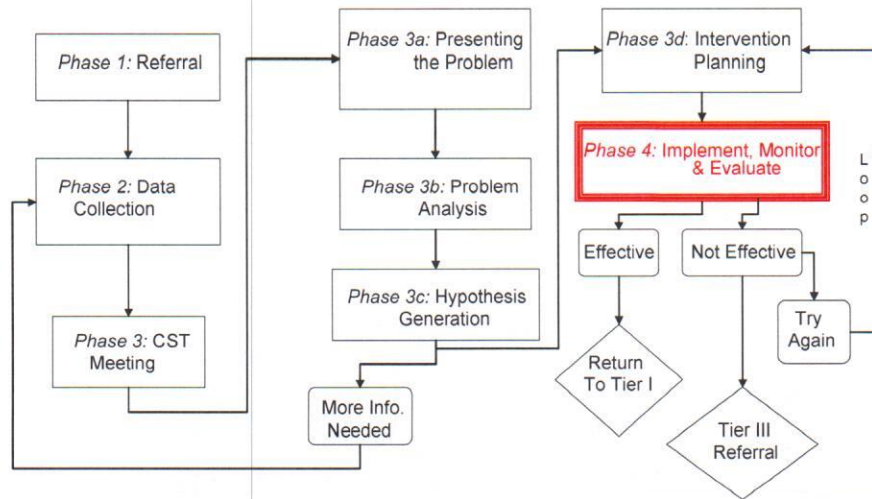 Phase 1: Referral
Phase 2: Data
Collection
Phase 3: CST
Meeting
Phase 3a: Presenting
the Problem
Phase 3b: Problem
Analysis
Phase 3c: Hypothesis
Generation
More Info.
Needed
Phase 3d: Intervention
Planning
Phase 4: Implement, Monitor
& Evaluate
Effective
Not Effective
Return
To Tier I
Tier III
Referral
Try
Again
L
o
o
p